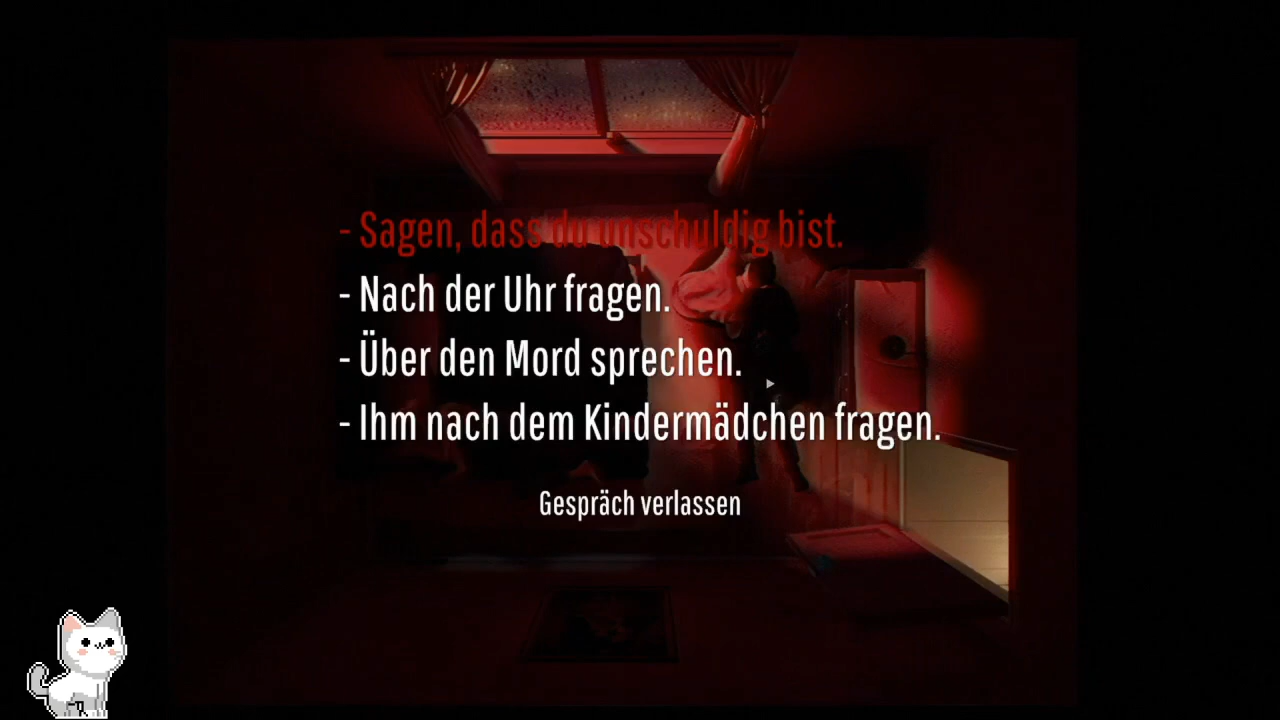 - Sagen, dass du unschuldig bist.
- Nach der Uhr fragen.
- Über den Mord sprechen.
- Ihm nach dem Kindermädchen fragen.
Gespräch verlassen